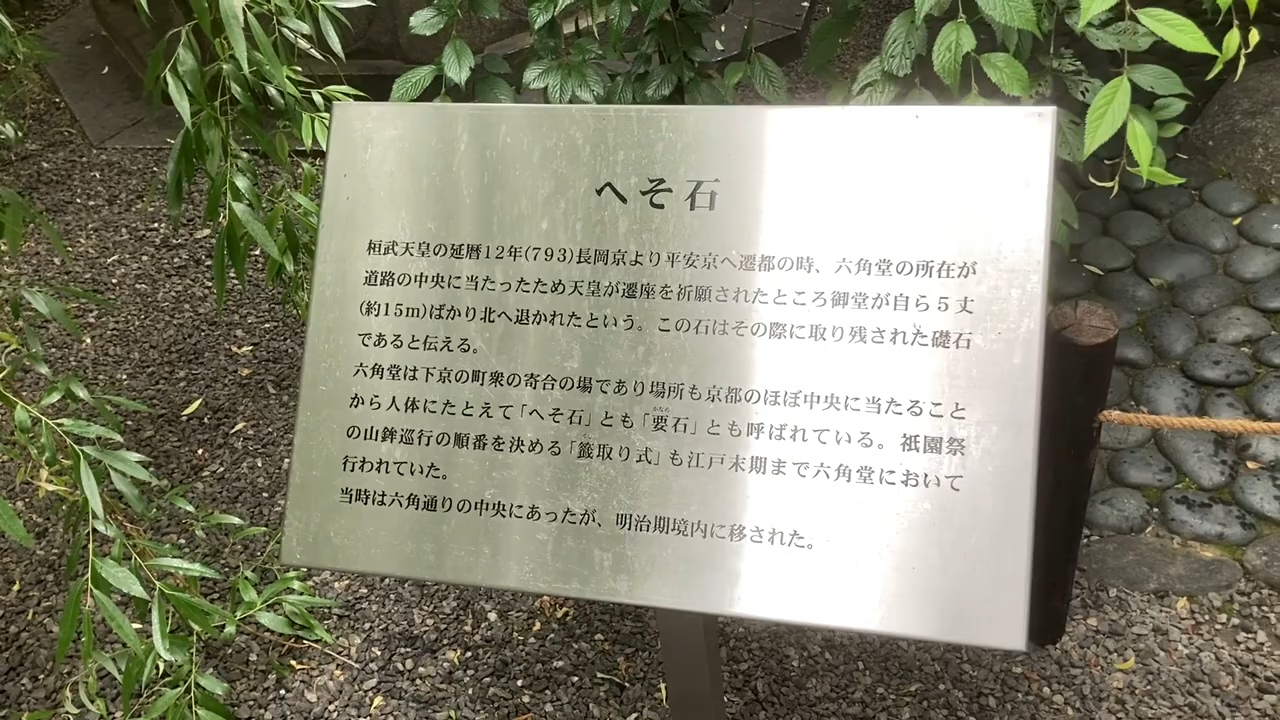 へそ石
桓武天皇の延暦12年(793)長岡京より平安京へ遷都の時、六角堂の所在が
道路の中央に当たったため天皇が遷座を祈願されたところ御堂が自ら5丈
(約15m)ばかり北へ退かれたという。この石はその際に取り残された礎石
であると伝える。
六角堂は下京の町衆の寄合の場であり場所も京都のほぼ中央に当たること
から人体にたとえて「へそ石」とも「要石」とも呼ばれている。祇園祭
の山鉾巡行の順番を決める「籤取り式」も江戸末期まで六角堂において
行われていた。
当時は六角通りの中央にあったが、明治期境内に移された。